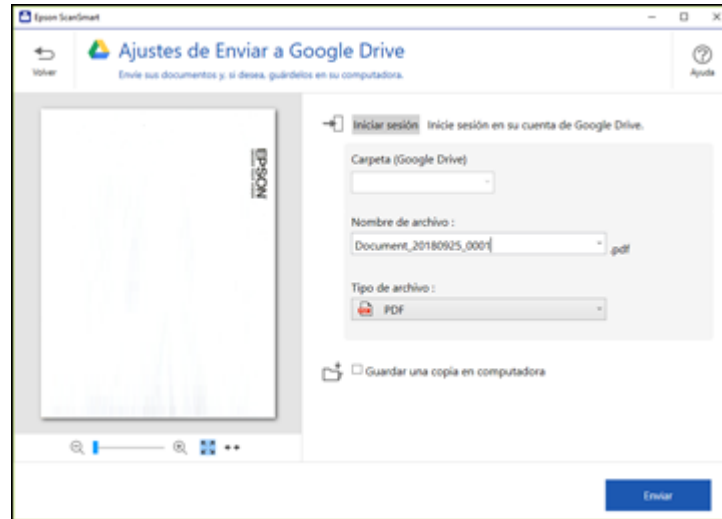 Epson ScanSmart
Volver
Ajustes de Enviar a Google Drive
Envíe sus documentos y, si desea, guárdelos en su computadora.
Ayuda
EPSON
Iniciar sesión Inicie sesión en su cuenta de Google Drive.
Carpeta (Google Drive)
Nombre de archivo :
Document_20180925_0001 .pdf
Tipo de archivo :
PDF
Guardar una copia en computadora
Enviar